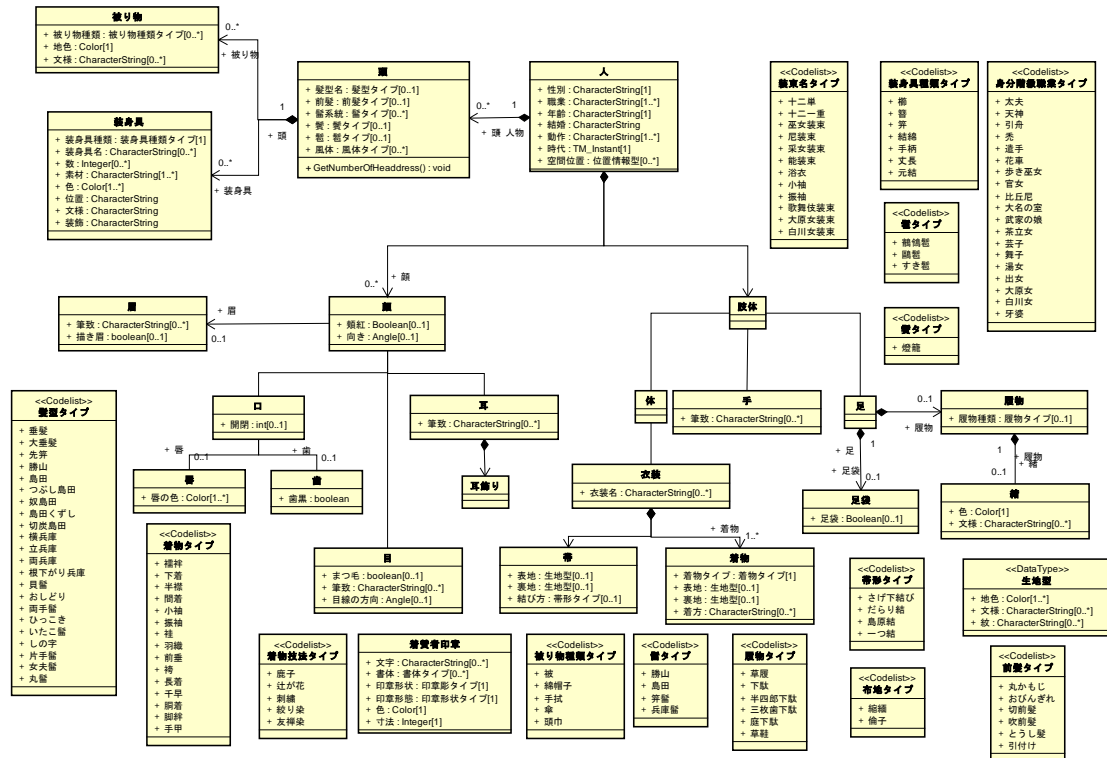 被り物
+ 被り物種類 : 被り物種類タイプ[0..*]
+ 地色 : Color[1]
+ 文様 : CharacterString[0..*]
0..*
+ 被り物
頭
+ 髪型名 : 髪型タイプ[0..1]
+ 前髪 : 前髪タイプ[0..1]
+ 髷系統 : 髷タイプ[0..*]
+ 鬢 : 鬢タイプ[0..1]
+ 髱 : 髱タイプ[0..1]
+ 風体 : 風体タイプ[0..*]
+ GetNumberOfHeaddress() : void
1
+ 頭
0..*
1
+ 頭
人物
人
+ 性別 : CharacterString[1]
+ 職業 : CharacterString[1..*]
+ 年齢 : CharacterString[1]
+ 結婚 : CharacterString
+ 動作 : CharacterString[1..*]
+ 時代 : TM_Instant[1]
+ 空間位置 : 位置情報型[0..*]
装身具
+ 装身具種類 : 装身具種類タイプ[1]
+ 装身具名 : CharacterString[0..*]
+ 数 : Integer[0..*]
+ 素材 : CharacterString[1..*]
+ 色 : Color[1..*]
+ 位置 : CharacterString
+ 文様 : CharacterString
+ 装飾 : CharacterString
0..*
+ 装身具
<<Codelist>>
装束名タイプ
+ 十二単
+ 十二一重
+ 巫女装束
+ 尼装束
+ 采女装束
+ 能装束
+ 浴衣
+ 小袖
+ 振袖
+ 歌舞伎装束
+ 大原女装束
+ 白川女装束
<<Codelist>>
装身具種類タイプ
+ 櫛
+ 簪
+ 笄
+ 結綿
+ 手柄
+ 丈長
+ 元結
<<Codelist>>
身分階級職業タイプ
+ 太夫
+ 天神
+ 引舟
+ 禿
+ 遣手
+ 花車
+ 歩き巫女
+ 官女
+ 比丘尼
+ 大名の室
+ 武家の娘
+ 茶立女
+ 芸子
+ 舞子
+ 湯女
+ 出女
+ 大原女
+ 白川女
+ 牙婆
<<Codelist>>
髱タイプ
+ 鶺鴒髱
+ 鷗髱
+ すき髱
<<Codelist>>
鬢タイプ
+ 燈籠
0..*
+ 顔
眉
+ 筆致 : CharacterString[0..*]
+ 描き眉 : boolean[0..1]
+ 眉
0..1
顔
+ 頬紅 : Boolean[0..1]
+ 向き : Angle[0..1]
肢体
<<Codelist>>
髪型タイプ
+ 垂髪
+ 大垂髪
+ 先笄
+ 勝山
+ 島田
+ つぶし島田
+ 奴島田
+ 島田くずし
+ 切炭島田
+ 横兵庫
+ 立兵庫
+ 両兵庫
+ 根下がり兵庫
+ 貝髷
+ おしどり
+ 両手髷
+ ひっこき
+ いたこ髷
+ しの字
+ 片手髷
+ 女夫髷
+ 丸髷
口
+ 開閉 : int[0..1]
+ 唇
0..1
+ 歯
0..1
唇
+ 唇の色 : Color[1..*]
歯
+ 歯黒 : boolean
耳
+ 筆致 : CharacterString[0..*]
耳飾り
体
手
+ 筆致 : CharacterString[0..*]
足
0..1
+ 履物
1
+ 足
+ 足袋
0..1
足袋
+ 足袋 : Boolean[0..1]
履物
+ 履物種類 : 履物タイプ[0..1]
1
+ 履物
+ 緒
0..1
緒
+ 色 : Color[1]
+ 文様 : CharacterString[0..*]
衣装
+ 衣装名 : CharacterString[0..*]
+ 着物
1..*
<<Codelist>>
着物タイプ
+ 襦袢
+ 下着
+ 半襟
+ 間着
+ 小袖
+ 振袖
+ 袿
+ 羽織
+ 前垂
+ 袴
+ 長着
+ 千早
+ 胴着
+ 脚絆
+ 手甲
目
+ まつ毛 : boolean[0..1]
+ 筆致 : CharacterString[0..*]
+ 目線の方向 : Angle[0..1]
帯
+ 表地 : 生地型[0..1]
+ 裏地 : 生地型[0..1]
+ 結び方 : 帯形タイプ[0..1]
着物
+ 着物タイプ : 着物タイプ[1]
+ 表地 : 生地型[0..1]
+ 裏地 : 生地型[0..1]
+ 着方 : CharacterString[0..*]
<<Codelist>>
帯形タイプ
+ さげ下結び
+ だらり結
+ 島原結
+ 一つ結
<<DataType>>
生地型
+ 地色 : Color[1..*]
+ 文様 : CharacterString[0..*]
+ 紋 : CharacterString[0..*]
<<Codelist>>
着物技法タイプ
+ 鹿子
+ 辻が花
+ 刺繍
+ 絞り染
+ 友禅染
着賛者印章
+ 文字 : CharacterString[0..*]
+ 書体 : 書体タイプ[0..*]
+ 印章形状 : 印章彫タイプ[1]
+ 印章形態 : 印章形状タイプ[1]
+ 色 : Color[1]
+ 寸法 : Integer[1]
<<Codelist>>
被り物種類タイプ
+ 被
+ 綿帽子
+ 手拭
+ 傘
+ 頭巾
<<Codelist>>
髷タイプ
+ 勝山
+ 島田
+ 笄髷
+ 兵庫髷
<<Codelist>>
履物タイプ
+ 草履
+ 下駄
+ 半四郎下駄
+ 三枚歯下駄
+ 庭下駄
+ 草鞋
<<Codelist>>
布地タイプ
+ 縮緬
+ 倫子
<<Codelist>>
前髪タイプ
+ 丸かもじ
+ おびんぎれ
+ 切前髪
+ 吹前髪
+ とうし髪
+ 引付け